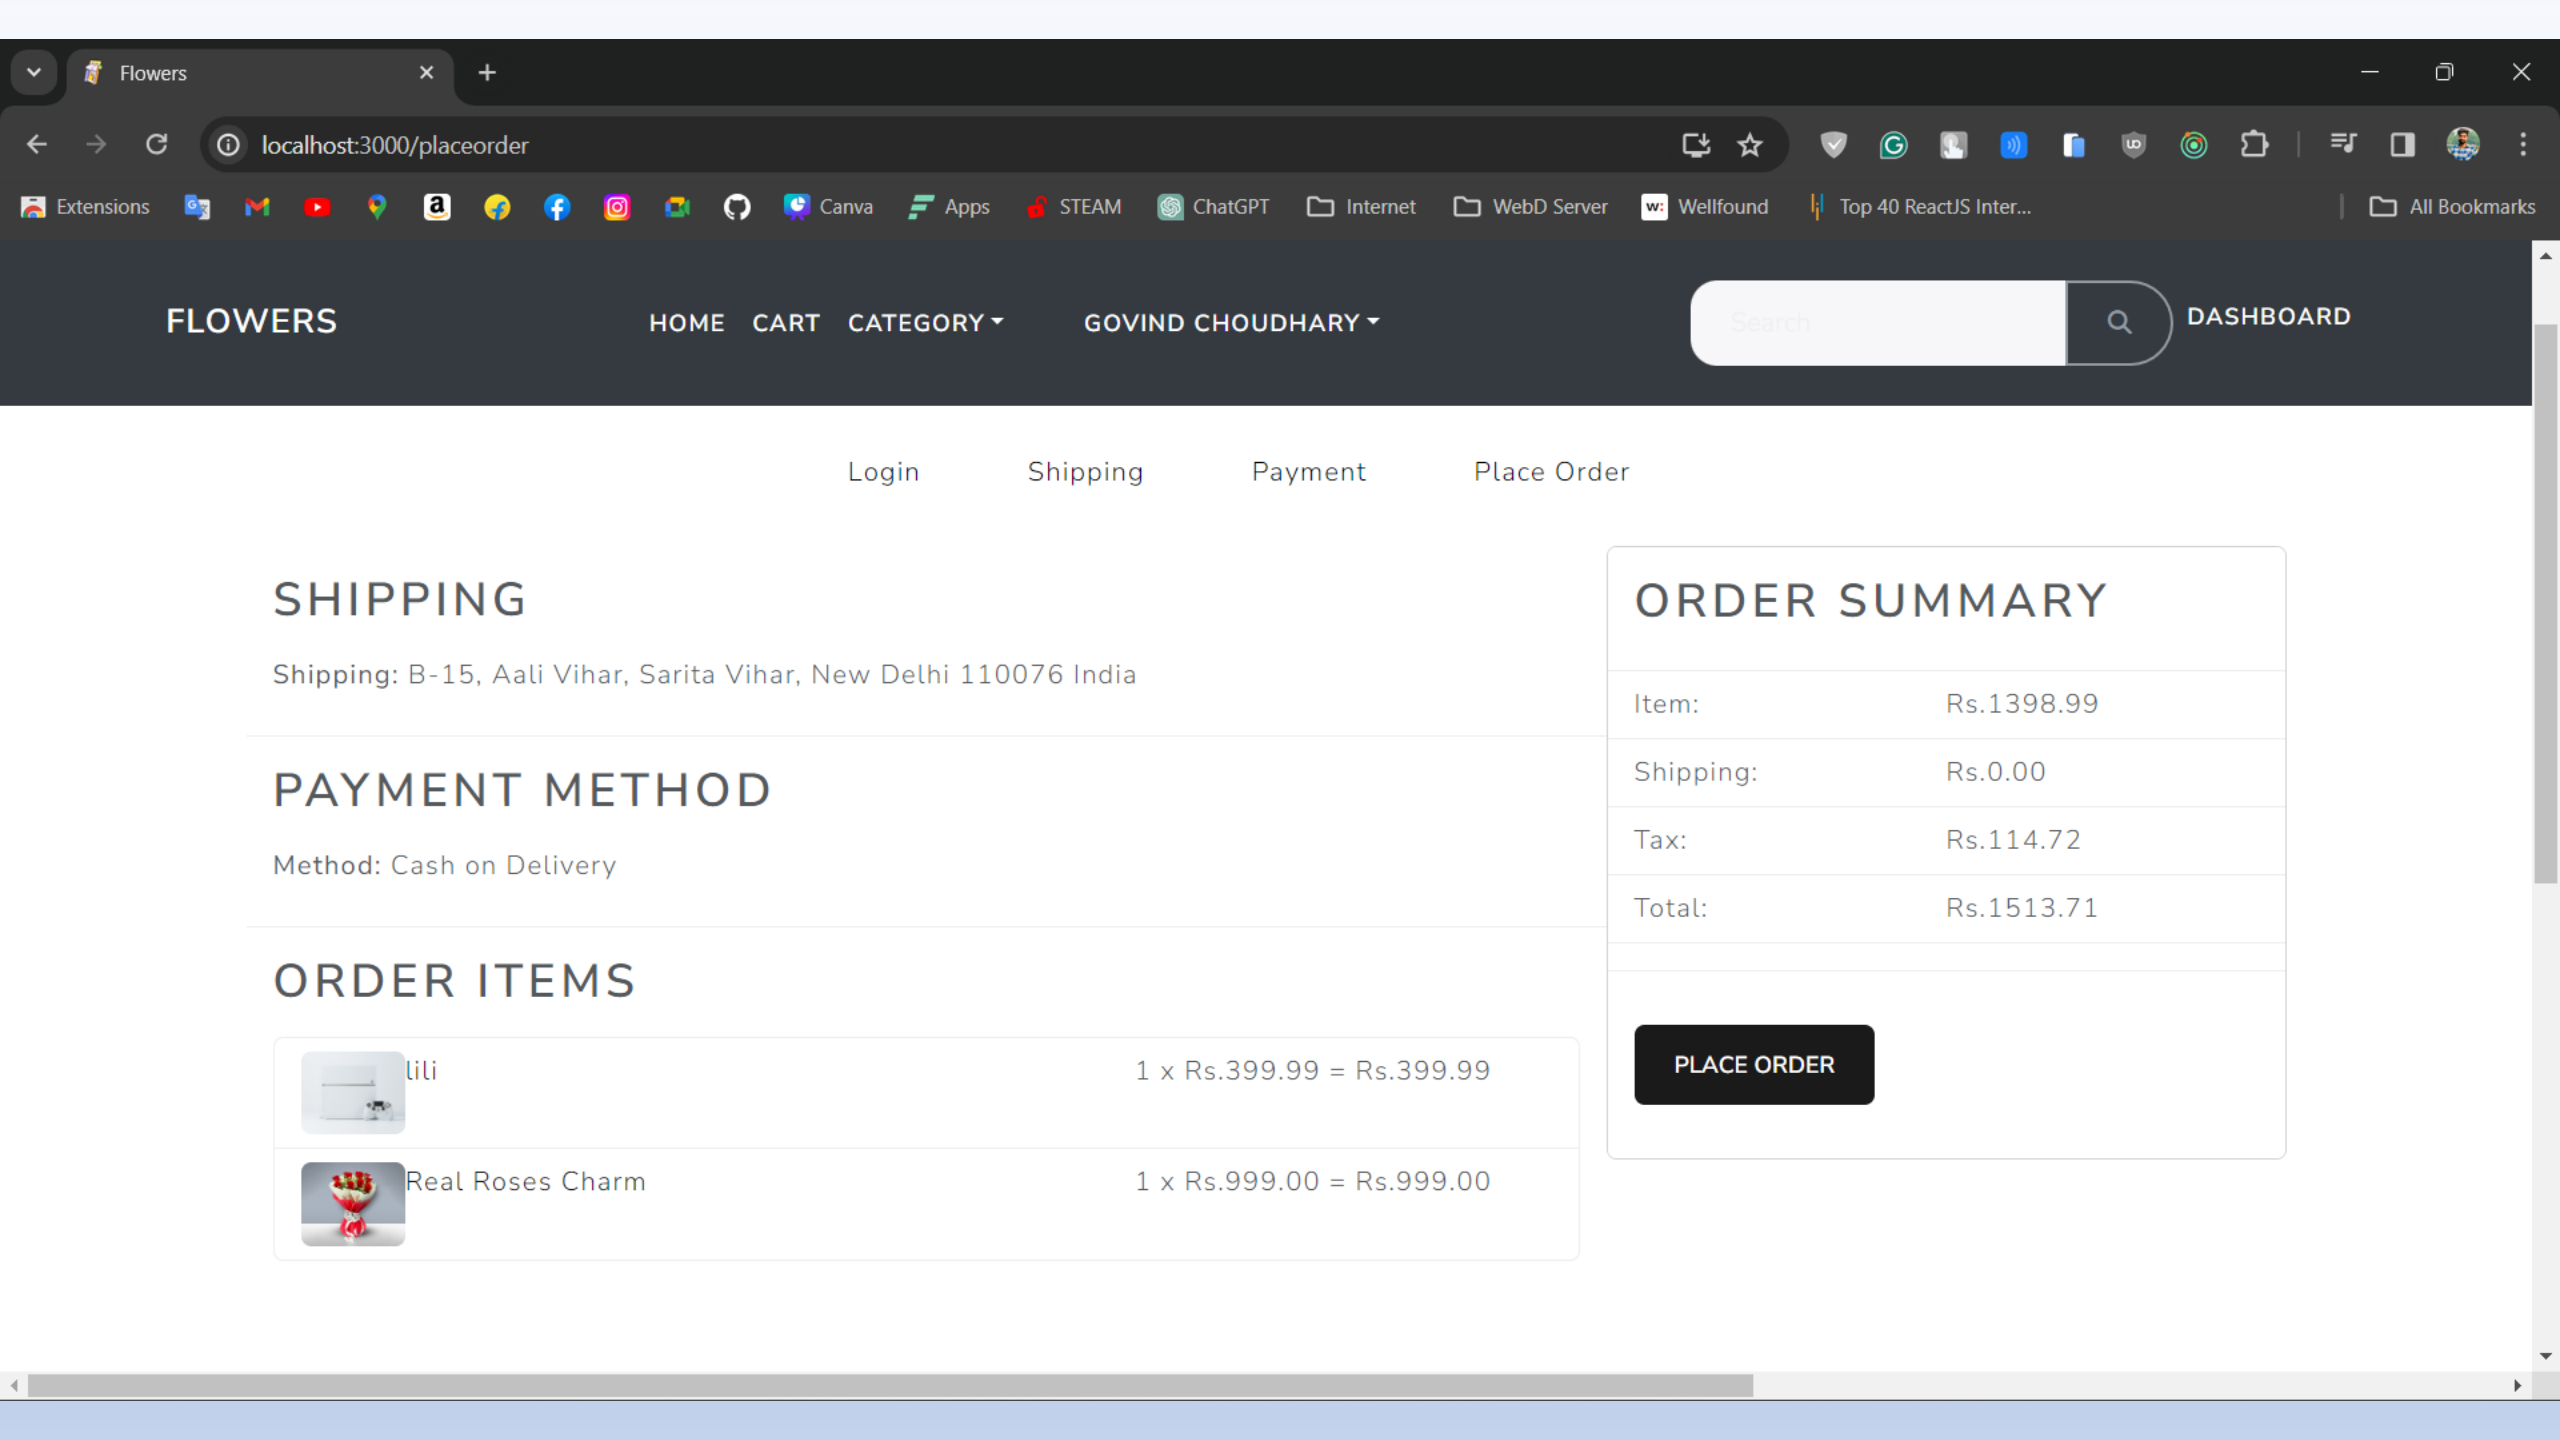 Flowers
localhost:3000/placeorder
Extensions Canva Apps STEAM ChatGPT Internet WebD Server w: Wellfound Top 40 ReactJS Inter... All Bookmarks
FLOWERS HOME CART CATEGORY GOVIND CHOUDHARY Search DASHBOARD
Login Shipping Payment Place Order
SHIPPING
Shipping: B-15, Aali Vihar, Sarita Vihar, New Delhi 110076 India
PAYMENT METHOD
Method: Cash on Delivery
ORDER ITEMS
lili 1 x Rs.399.99 = Rs.399.99
Real Roses Charm 1 x Rs.999.00 = Rs.999.00
ORDER SUMMARY
Item: Rs.1398.99
Shipping: Rs.0.00
Tax: Rs.114.72
Total: Rs.1513.71
PLACE ORDER